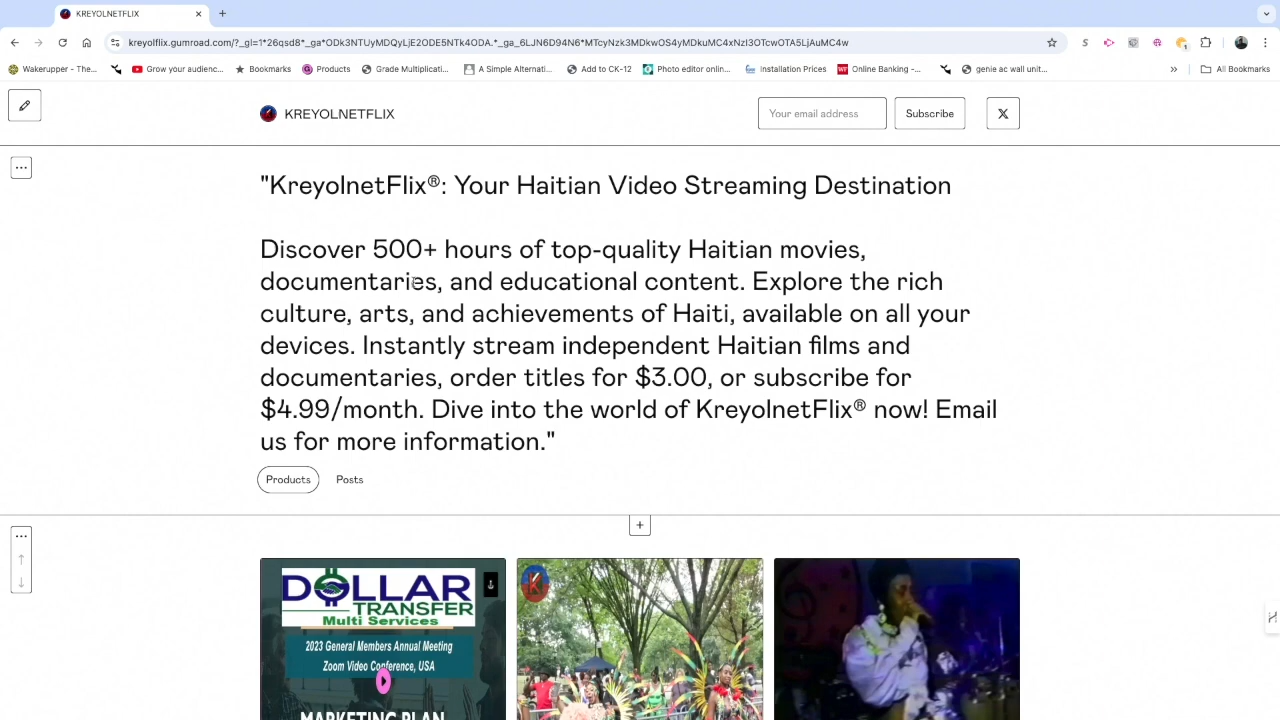 KREYOLNETFLIX
kreyolflix.gumroad.com/?_gl=1*26qsd8*_ga*ODk3NTUyMDQyLjE2ODE5NTk4ODA.*_ga_6LJN6D94N6*MTcyNzk3MDkwOS4yMDkuMC4xNzI3OTcwOTA5LjAuMC4w
Wakerupper - The... Grow your audienc... Bookmarks Products Grade Multiplicati... A Simple Alternati... Add to CK-12 Photo editor onlin... Installation Prices Online Banking -... genie ac wall unit... » All Bookmarks
KREYOLNETFLIX Your email address Subscribe X
"KreyolnetFlix®: Your Haitian Video Streaming Destination
Discover 500+ hours of top-quality Haitian movies,
documentaries, and educational content. Explore the rich
culture, arts, and achievements of Haiti, available on all your
devices. Instantly stream independent Haitian films and
documentaries, order titles for $3.00, or subscribe for
$4.99/month. Dive into the world of KreyolnetFlix® now! Email
us for more information."
Products Posts
DOLLAR
TRANSFER
Multi Services
2023 General Members Annual Meeting
Zoom Video Conference, USA
MARKETING PLAN
K